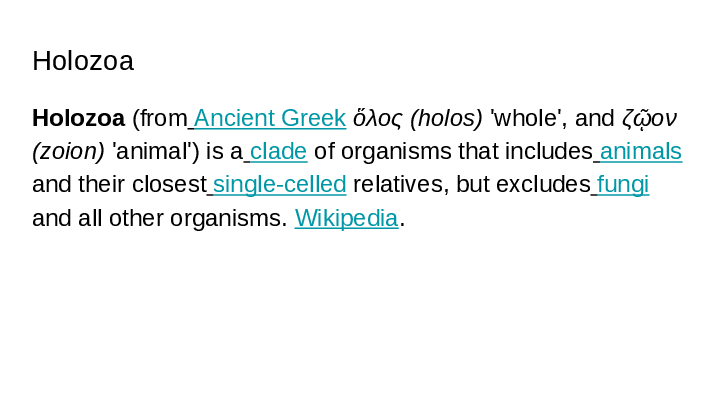 Holozoa
Holozoa (from Ancient Greek ὅλος (holos) 'whole', and ζῷον
(zoion) 'animal') is a clade of organisms that includes animals
and their closest single-celled relatives, but excludes fungi
and all other organisms. Wikipedia.